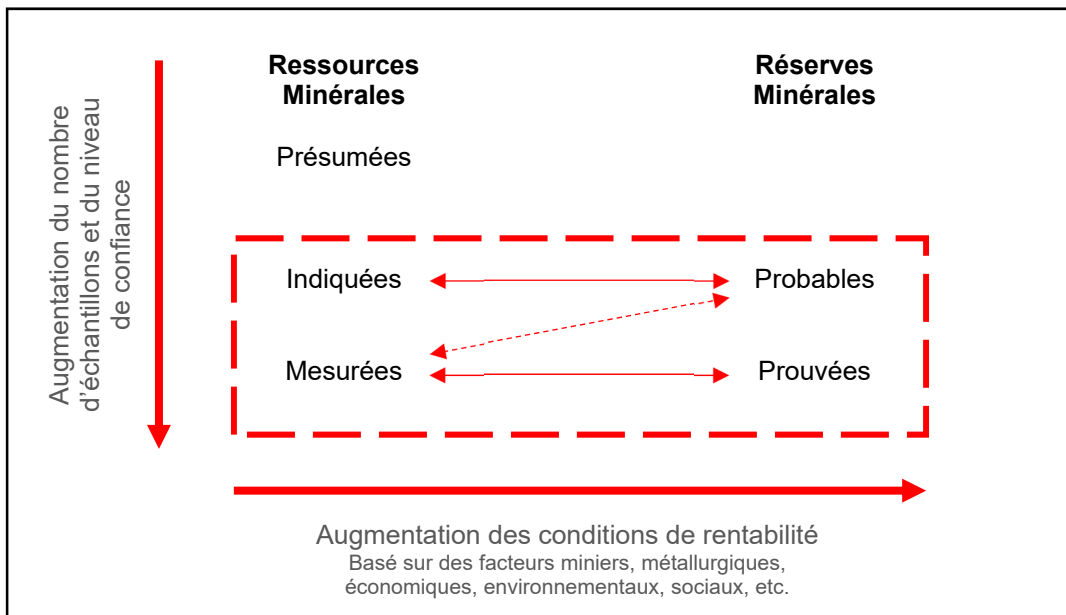 Ressources
Minérales
Réserves
Minérales
Présumées
Augmentation du nombre
d'échantillons et du niveau
de confiance
Indiquées
Probables
Mesurées
Prouvées
Augmentation des conditions de rentabilité
Basé sur des facteurs miniers, métallurgiques,
économiques, environnementaux, sociaux, etc.